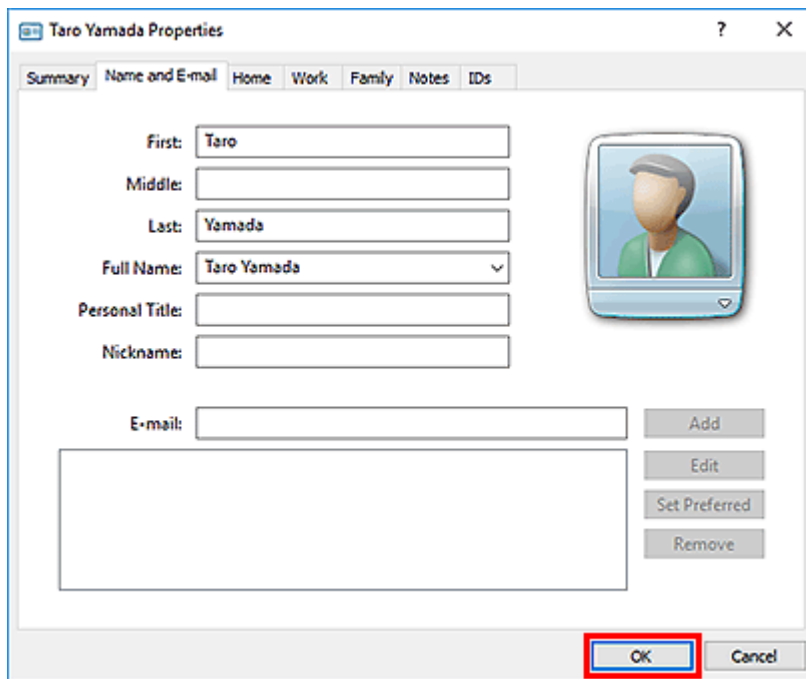 Taro Yamada Properties
Summary Name and E-mail Home Work Family Notes IDs
First: Taro
Middle:
Last: Yamada
Full Name: Taro Yamada
Personal Title:
Nickname:
E-mail: Add
Edit
Set Preferred
Remove
OK Cancel